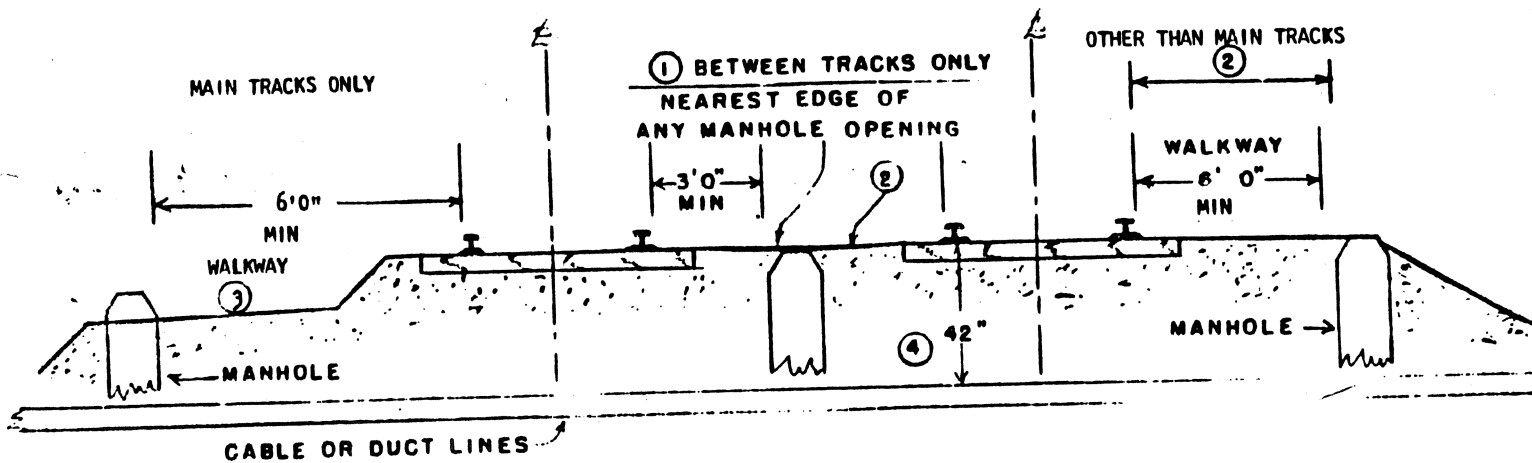 ℄
℄
OTHER THAN MAIN TRACKS
②
MAIN TRACKS ONLY
① BETWEEN TRACKS ONLY
NEAREST EDGE OF
ANY MANHOLE OPENING
WALKWAY
6' 0"
MIN
3'0"
MIN
②
6'0"
MIN
WALKWAY
③
④ 42"
MANHOLE
MANHOLE
CABLE OR DUCT LINES